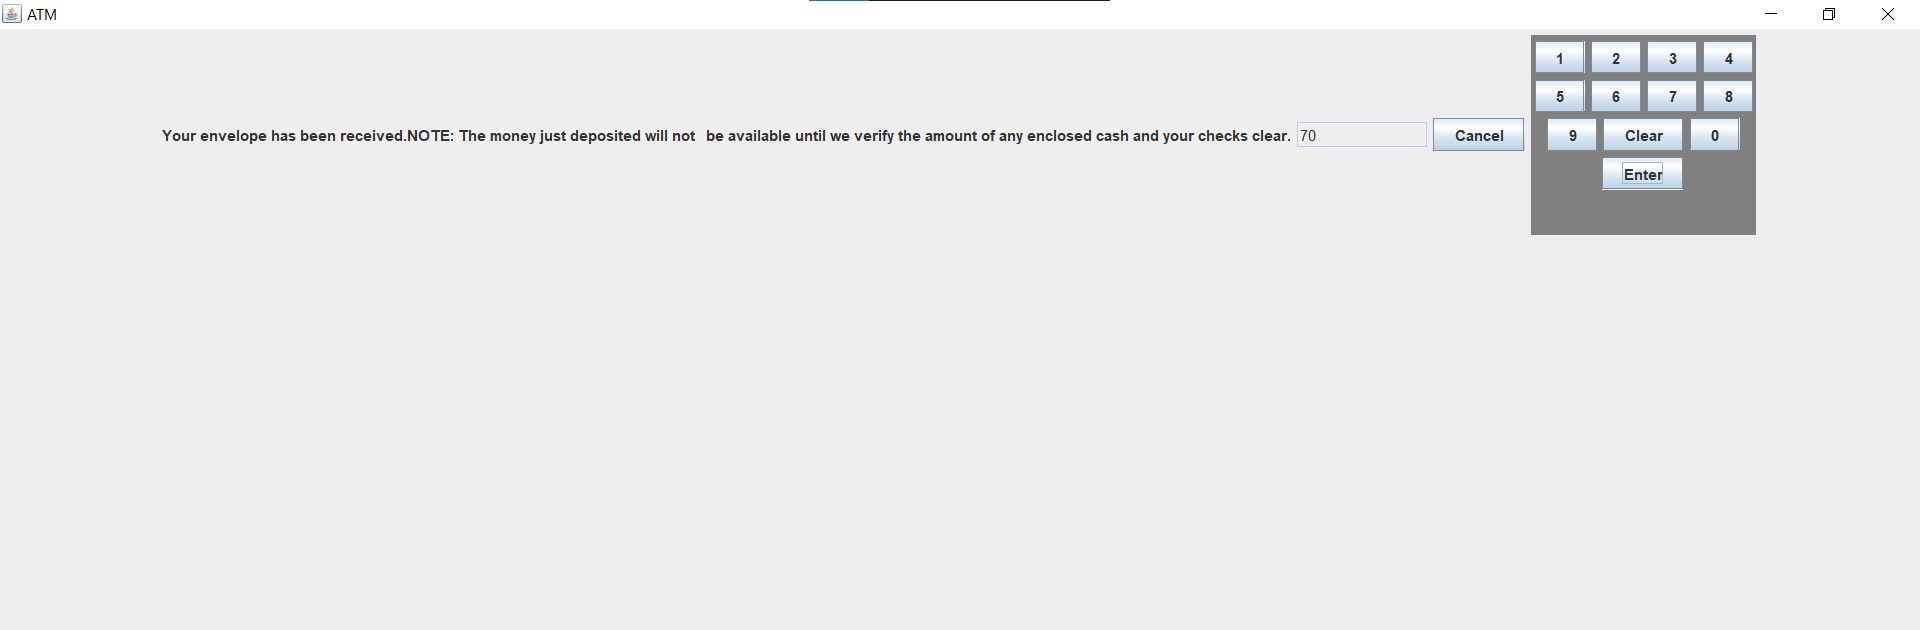 ATM
1 2 3 4
5 6 7 8
Your envelope has been received.NOTE: The money just deposited will not be available until we verify the amount of any enclosed cash and your checks clear. 70 Cancel 9 Clear 0
Enter